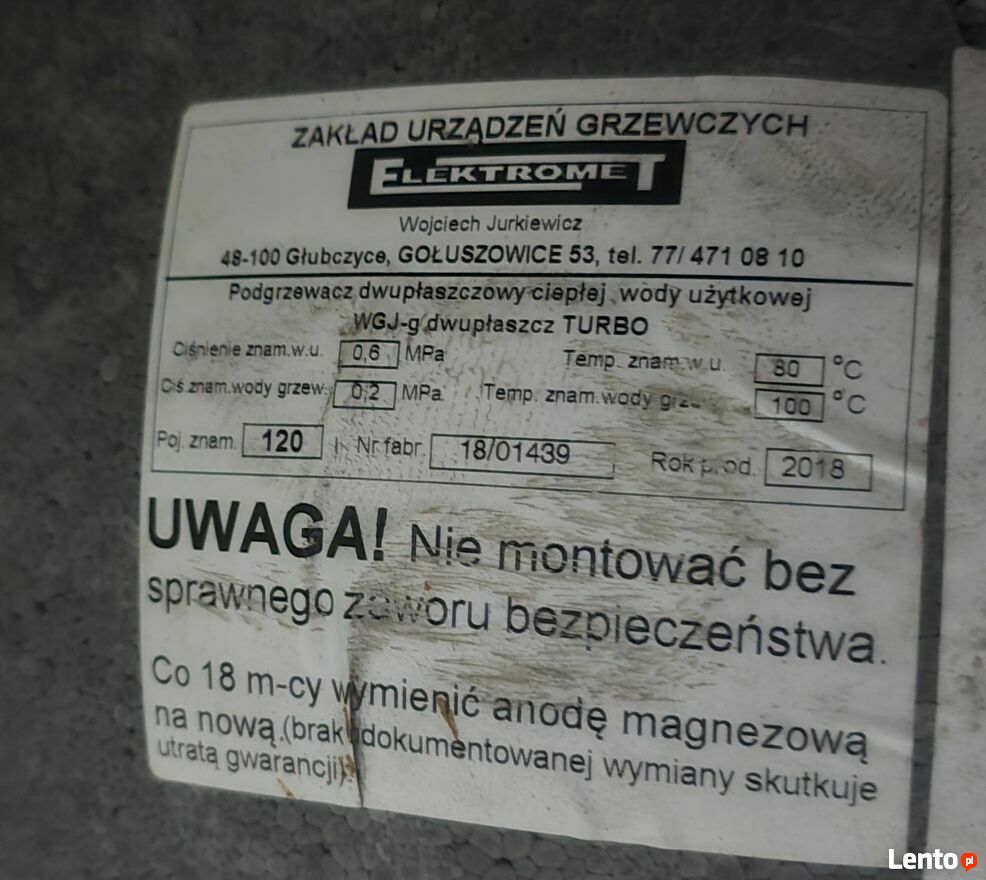 ZAKŁAD URZĄDZEŃ GRZEWCZYCH
ELEKTROMET
Wojciech Jurkiewicz
48-100 Głubczyce, GOŁUSZOWICE 53, tel. 77/ 471 08 10
Podgrzewacz dwupłaszczowy ciepłej wody użytkowej
WGJ-g dwupłaszcz TURBO
Ciśnienie znam.w.u. 0,6 MPa Temp. znam.w.u. 80 °C
Ciś.znam.wody grzew. 0,2 MPa Temp. znam.wody 100 °C
Poj. znam. 120 l Nr fabr. 18/01439 Rok prod. 2018
UWAGA! Nie montować bez
sprawnego zaworu bezpieczeństwa.
Co 18 m-cy wymienić anodę magnezową
na nową.(brak udokumentowanej wymiany skutkuje
utratą gwarancji).
Lento.pl